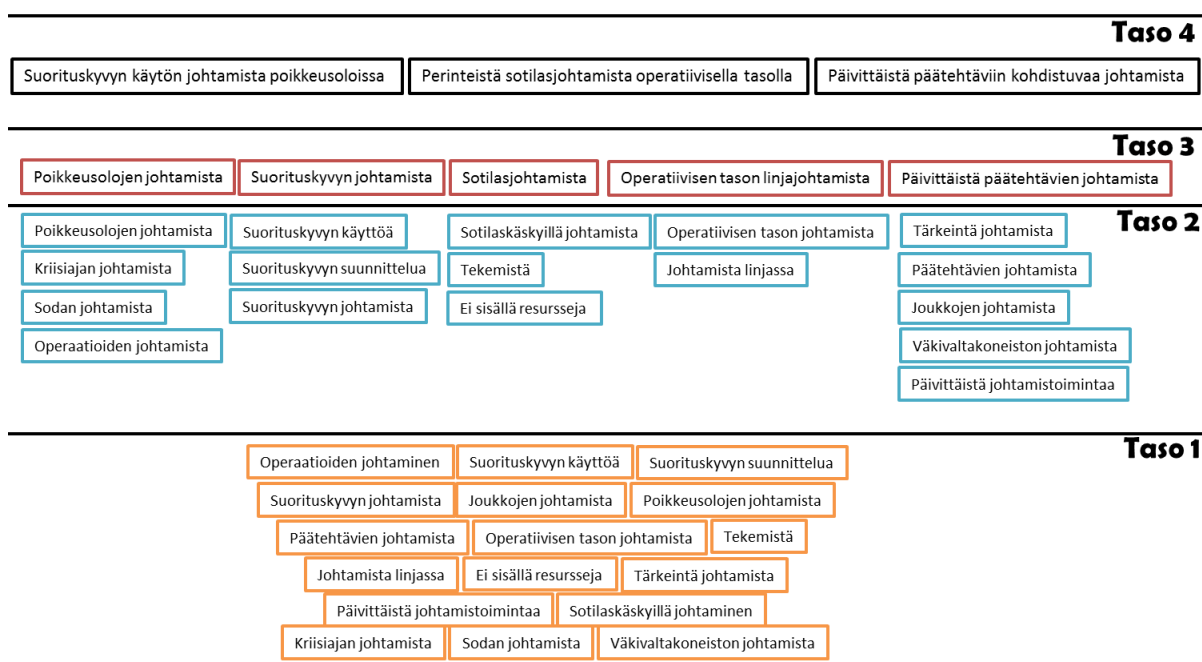 Taso 4
Suorituskyvyn käytön johtamista poikkeusoloissa
Perinteistä sotilasjohtamista operatiivisella tasolla
Päivittäistä päätehtäviin kohdistuvaa johtamista
Taso 3
Poikkeusolojen johtamista
Suorituskyvyn johtamista
Sotilasjohtamista
Operatiivisen tason linjajohtamista
Päivittäistä päätehtävien johtamista
Taso 2
Poikkeusolojen johtamista
Kriisiajan johtamista
Sodan johtamista
Operaatioiden johtamista
Suorituskyvyn käyttöä
Suorituskyvyn suunnittelua
Suorituskyvyn johtamista
Sotilaskäskyillä johtamista
Tekemistä
Ei sisällä resursseja
Operatiivisen tason johtamista
Johtamista linjassa
Tärkeintä johtamista
Päätehtävien johtamista
Joukkojen johtamista
Väkivaltakoneiston johtamista
Päivittäistä johtamistoimintaa
Taso 1
Operaatioiden johtaminen
Suorituskyvyn käyttöä
Suorituskyvyn suunnittelua
Suorituskyvyn johtamista
Joukkojen johtamista
Poikkeusolojen johtamista
Päätehtävien johtamista
Operatiivisen tason johtamista
Tekemistä
Johtamista linjassa
Ei sisällä resursseja
Tärkeintä johtamista
Päivittäistä johtamistoimintaa
Sotilaskäskyillä johtaminen
Kriisiajan johtamista
Sodan johtamista
Väkivaltakoneiston johtamista